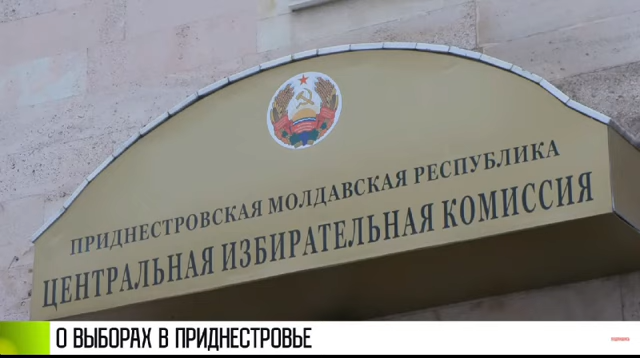 ПРИДНЕСТРОВСКАЯ МОЛДАВСКАЯ РЕСПУБЛИКА
ЦЕНТРАЛЬНАЯ ИЗБИРАТЕЛЬНАЯ КОМИССИЯ
О ВЫБОРАХ В ПРИДНЕСТРОВЬЕ